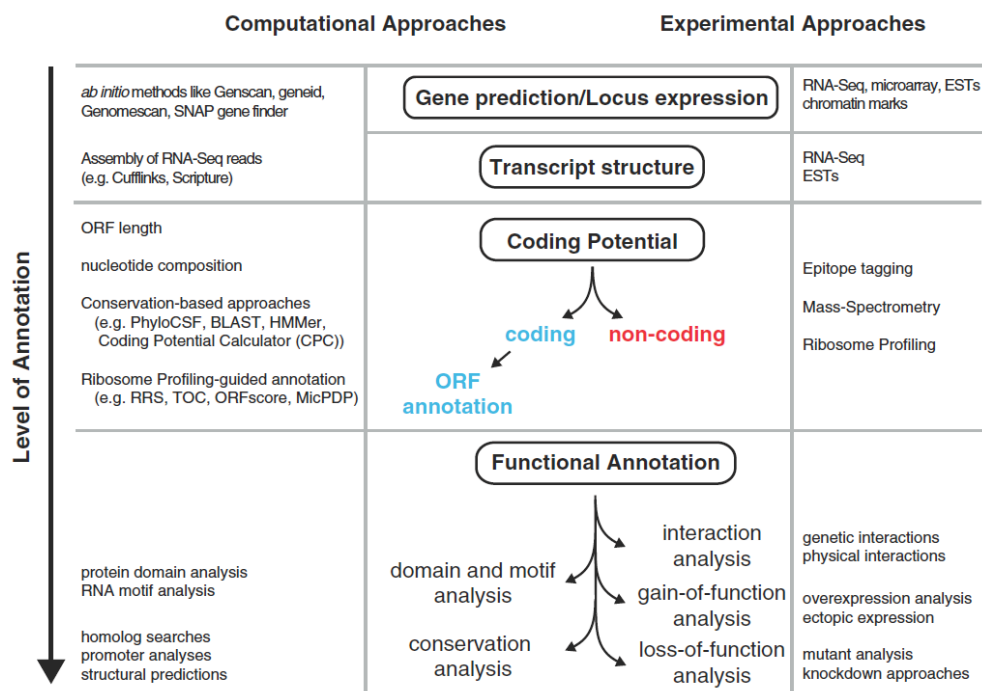 Computational Approaches
Experimental Approaches
Level of Annotation
ab initio methods like Genscan, geneid,
Genomescan, SNAP gene finder
Gene prediction/Locus expression
RNA-Seq, microarray, ESTs
chromatin marks
Assembly of RNA-Seq reads
(e.g. Cufflinks, Scripture)
Transcript structure
RNA-Seq
ESTs
ORF length
nucleotide composition
Conservation-based approaches
(e.g. PhyloCSF, BLAST, HMMer,
Coding Potential Calculator (CPC))
Ribosome Profiling-guided annotation
(e.g. RRS, TOC, ORFscore, MicPDP)
Coding Potential
coding
non-coding
ORF
annotation
Epitope tagging
Mass-Spectrometry
Ribosome Profiling
Functional Annotation
protein domain analysis
RNA motif analysis
homolog searches
promoter analyses
structural predictions
domain and motif
analysis
conservation
analysis
interaction
analysis
gain-of-function
analysis
loss-of-function
analysis
genetic interactions
physical interactions
overexpression analysis
ectopic expression
mutant analysis
knockdown approaches